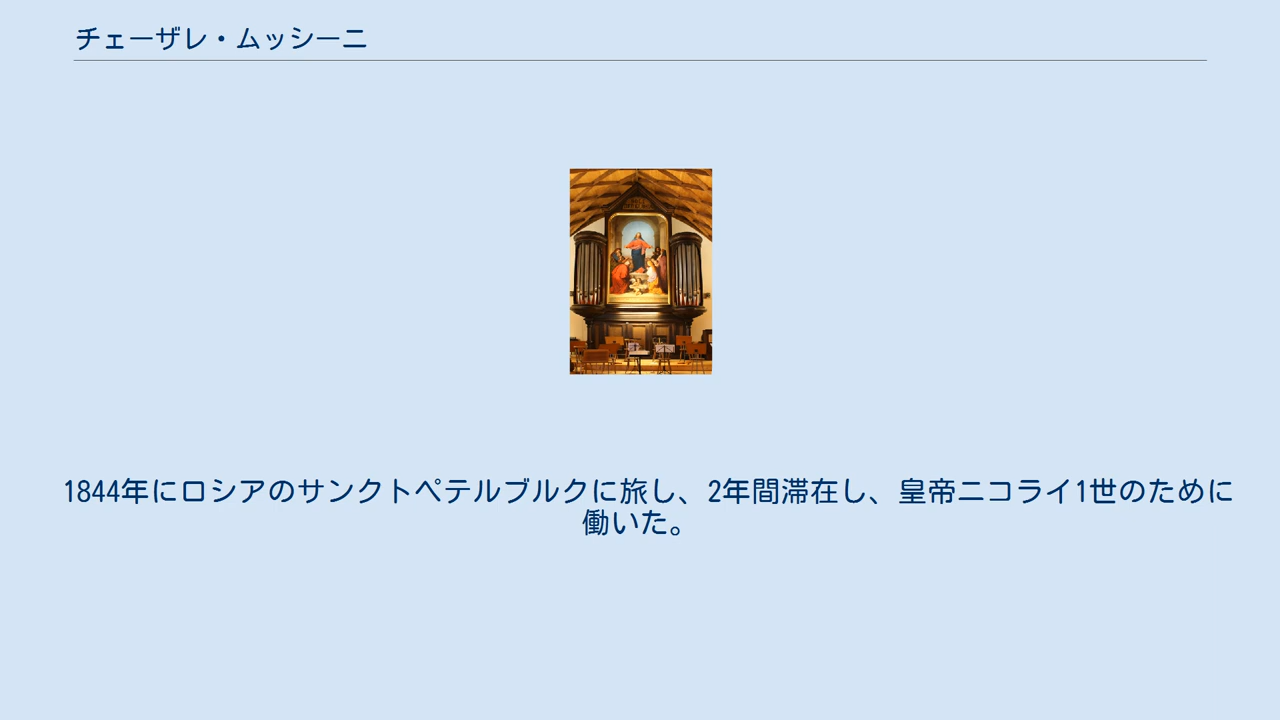 チェーザレ・ムッシーニ
1844年にロシアのサンクトペテルブルクに旅し、2年間滞在し、皇帝ニコライ1世のために
働いた。